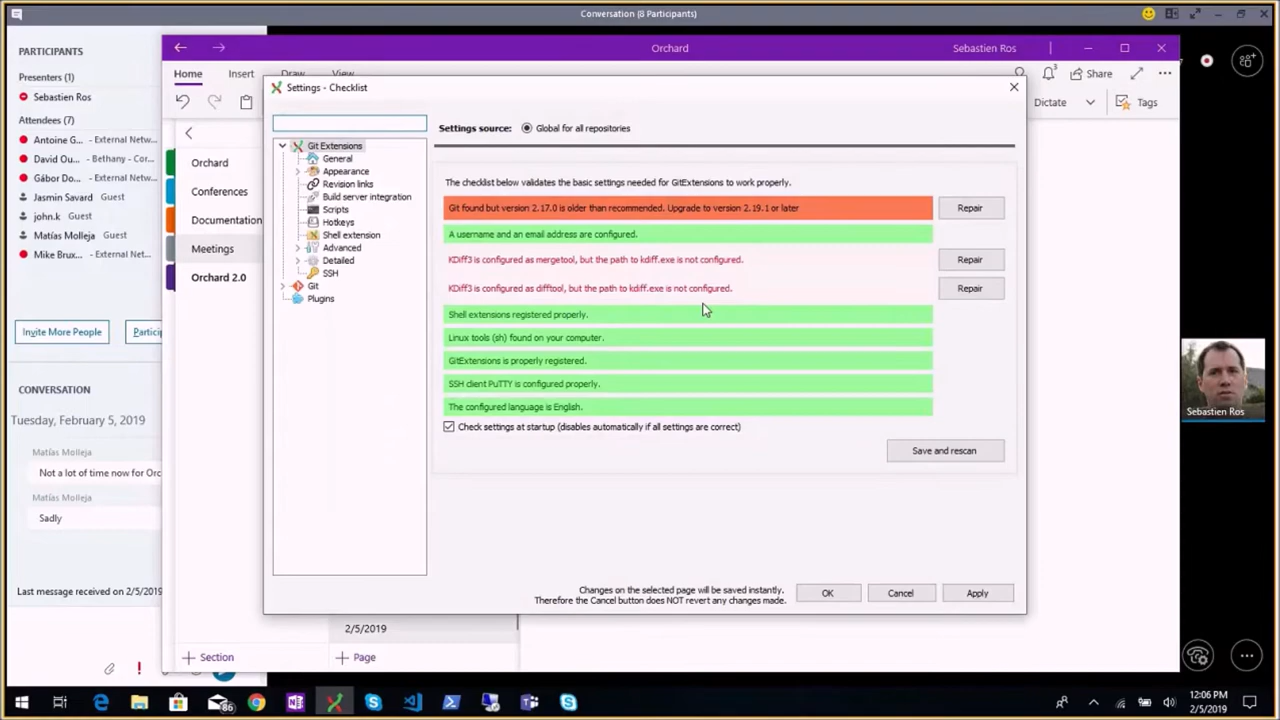 Conversation (8 Participants)
PARTICIPANTS
Presenters (1)
Sebastien Ros
Attendees (7)
Antoine G... - External Netw...
David Ou... - Bethany - Cor...
Gábor Do... - External Netw...
Jasmin Savard Guest
john.k Guest
Matías Molleja Guest
Mike Brux... - External Netw...
Invite More People
Partici
CONVERSATION
Tuesday, February 5, 2019
Matías Molleja
Not a lot of time now for Orc
Matías Molleja
Sadly
Last message received on 2/5/2019
Orchard
Sebastien Ros
Home Insert Draw View
3
Share
Dictate
Tags
Orchard
Conferences
Documentation
Meetings
Orchard 2.0
Section
2/5/2019
Page
Settings - Checklist
Git Extensions
General
Appearance
Revision links
Build server integration
Scripts
Hotkeys
Shell extension
Advanced
Detailed
SSH
Git
Plugins
Settings source: Global for all repositories
The checklist below validates the basic settings needed for GitExtensions to work properly.
Git found but version 2.17.0 is older than recommended. Upgrade to version 2.19.1 or later
Repair
A username and an email address are configured.
KDiff3 is configured as mergetool, but the path to kdiff.exe is not configured.
Repair
KDiff3 is configured as difftool, but the path to kdiff.exe is not configured.
Repair
Shell extensions registered properly.
Linux tools (sh) found on your computer.
GitExtensions is properly registered.
SSH client PuTTY is configured properly.
The configured language is English.
Check settings at startup (disables automatically if all settings are correct)
Save and rescan
Changes on the selected page will be saved instantly.
Therefore the Cancel button does NOT revert any changes made.
OK
Cancel
Apply
Sebastien Ros
86
12:06 PM
2/5/2019